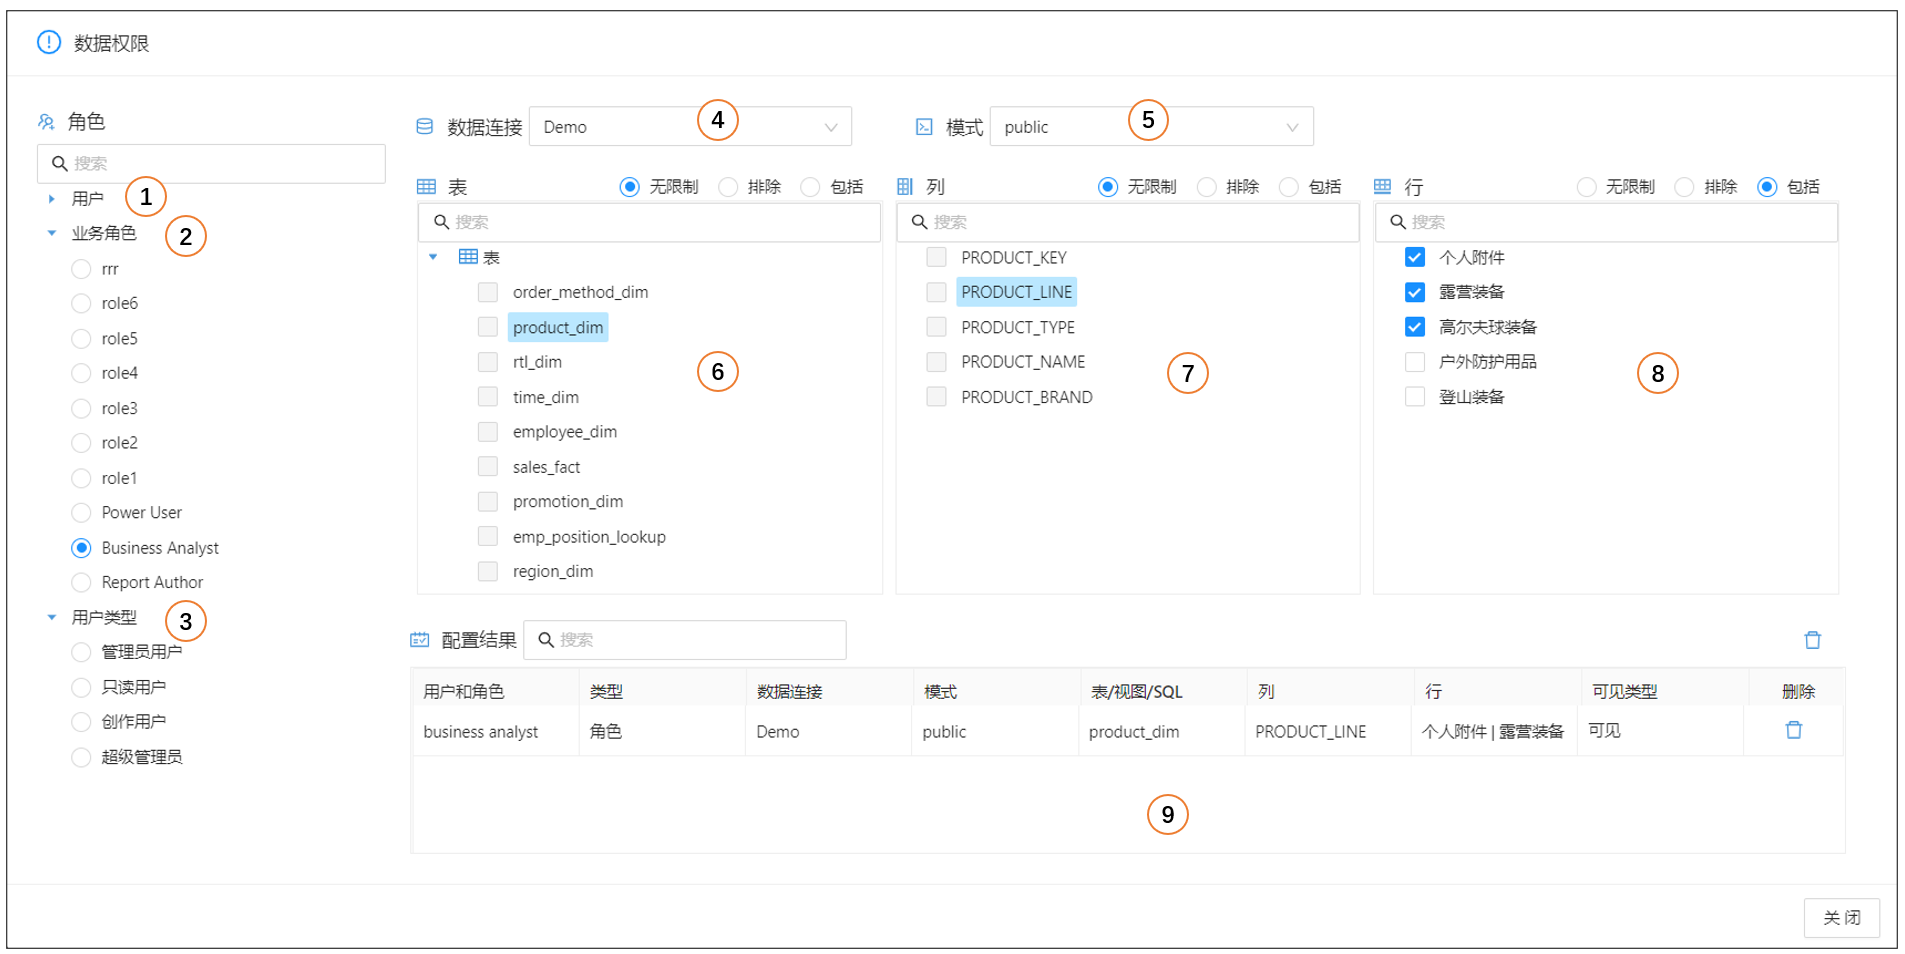 数据权限
角色
搜索
用户
1
业务角色
2
rrr
role6
role5
role4
role3
role2
role1
Power User
Business Analyst
Report Author
用户类型
3
管理员用户
只读用户
创作用户
超级管理员
数据连接 Demo 4
模式 public 5
表 无限制 排除 包括
搜索
表
order_method_dim
product_dim
rtl_dim
6
time_dim
employee_dim
sales_fact
promotion_dim
emp_position_lookup
region_dim
列 无限制 排除 包括
搜索
PRODUCT_KEY
PRODUCT_LINE
PRODUCT_TYPE
PRODUCT_NAME
7
PRODUCT_BRAND
行 无限制 排除 包括
搜索
个人附件
露营装备
高尔夫球装备
户外防护用品
8
登山装备
配置结果 搜索
用户和角色 类型 数据连接 模式 表/视图/SQL 列 行 可见类型 删除
business analyst 角色 Demo public product_dim PRODUCT_LINE 个人附件 | 露营装备 可见
9
关 闭